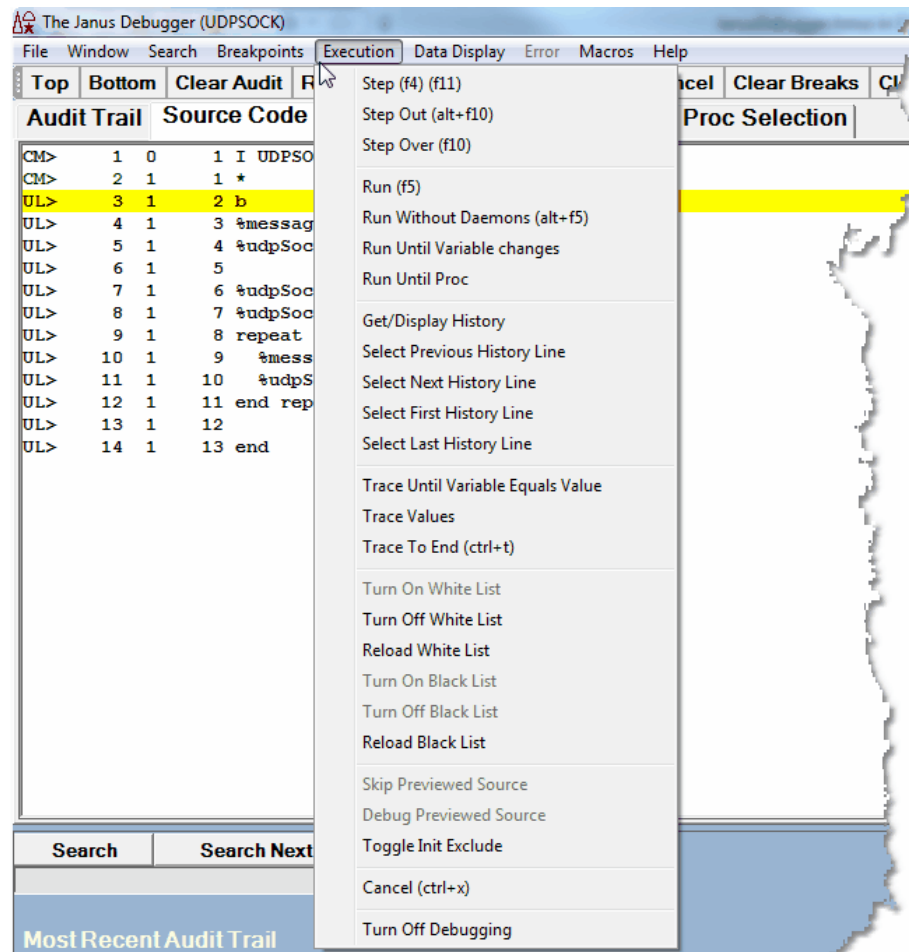 The Janus Debugger (UDPSOCK)
File Window Search Breakpoints Execution Data Display Error Macros Help
Top Bottom Clear Audit Clear Breaks
Audit Trail Source Code Proc Selection
CM> 1 0 1 I UDPSO
CM> 2 1 1 *
UL> 3 1 2 b
UL> 4 1 3 %messag
UL> 5 1 4 %udpSoc
UL> 6 1 5
UL> 7 1 6 %udpSoc
UL> 8 1 7 %udpSoc
UL> 9 1 8 repeat
UL> 10 1 9 %mess
UL> 11 1 10 %udpS
UL> 12 1 11 end rep
UL> 13 1 12
UL> 14 1 13 end
Step (f4) (f11)
Step Out (alt+f10)
Step Over (f10)
Run (f5)
Run Without Daemons (alt+f5)
Run Until Variable changes
Run Until Proc
Get/Display History
Select Previous History Line
Select Next History Line
Select First History Line
Select Last History Line
Trace Until Variable Equals Value
Trace Values
Trace To End (ctrl+t)
Turn On White List
Turn Off White List
Reload White List
Turn On Black List
Turn Off Black List
Reload Black List
Skip Previewed Source
Debug Previewed Source
Toggle Init Exclude
Cancel (ctrl+x)
Turn Off Debugging
Search Search Next
Most Recent Audit Trail